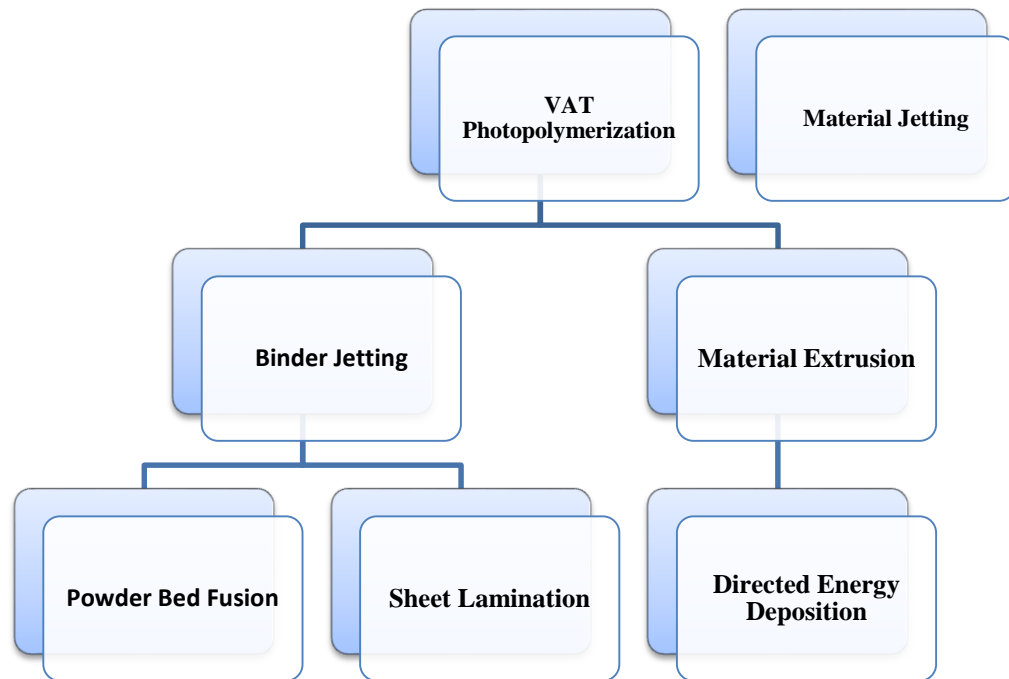 VAT
Photopolymerization
Material Jetting
Binder Jetting
Material Extrusion
Powder Bed Fusion
Sheet Lamination
Directed Energy
Deposition